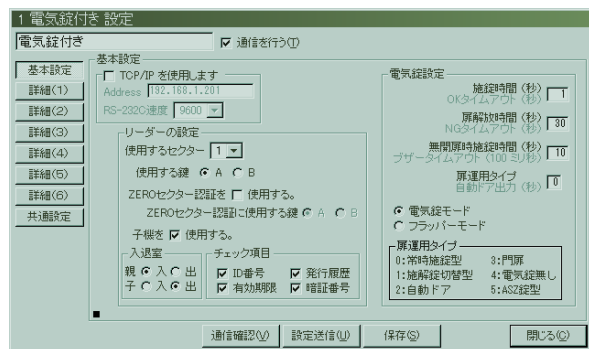 1 電気錠付き 設定
電気錠付き
通信を行う(T)
基本設定
詳細(1)
詳細(2)
詳細(3)
詳細(4)
詳細(5)
詳細(6)
共通設定
基本設定
TCP/IP を使用します
Address 192.168.1.201
RS-232C速度 9600
リーダーの設定
使用するセクター 1
使用する鍵 A B
ZEROセクター認証を 使用する。
ZEROセクター認証に使用する鍵 A B
子機を 使用する。
入退室
親 入 出
子 入 出
チェック項目
ID番号 発行履歴
有効期限 暗証番号
電気錠設定
施錠時間 (秒) 1
OKタイムアウト (秒)
扉解放時間 (秒) 30
NGタイムアウト (秒)
無開扉時施錠時間 (秒) 10
ブザータイムアウト (100 ミリ秒)
扉運用タイプ 0
自動ドア出力 (秒)
電気錠モード
フラッパーモード
扉運用タイプ
0:常時施錠型 3:門扉
1:施解錠切替型 4:電気錠無し
2:自動ドア 5:ASZ錠型
通信確認(V) 設定送信(U) 保存(S) 閉じる(C)